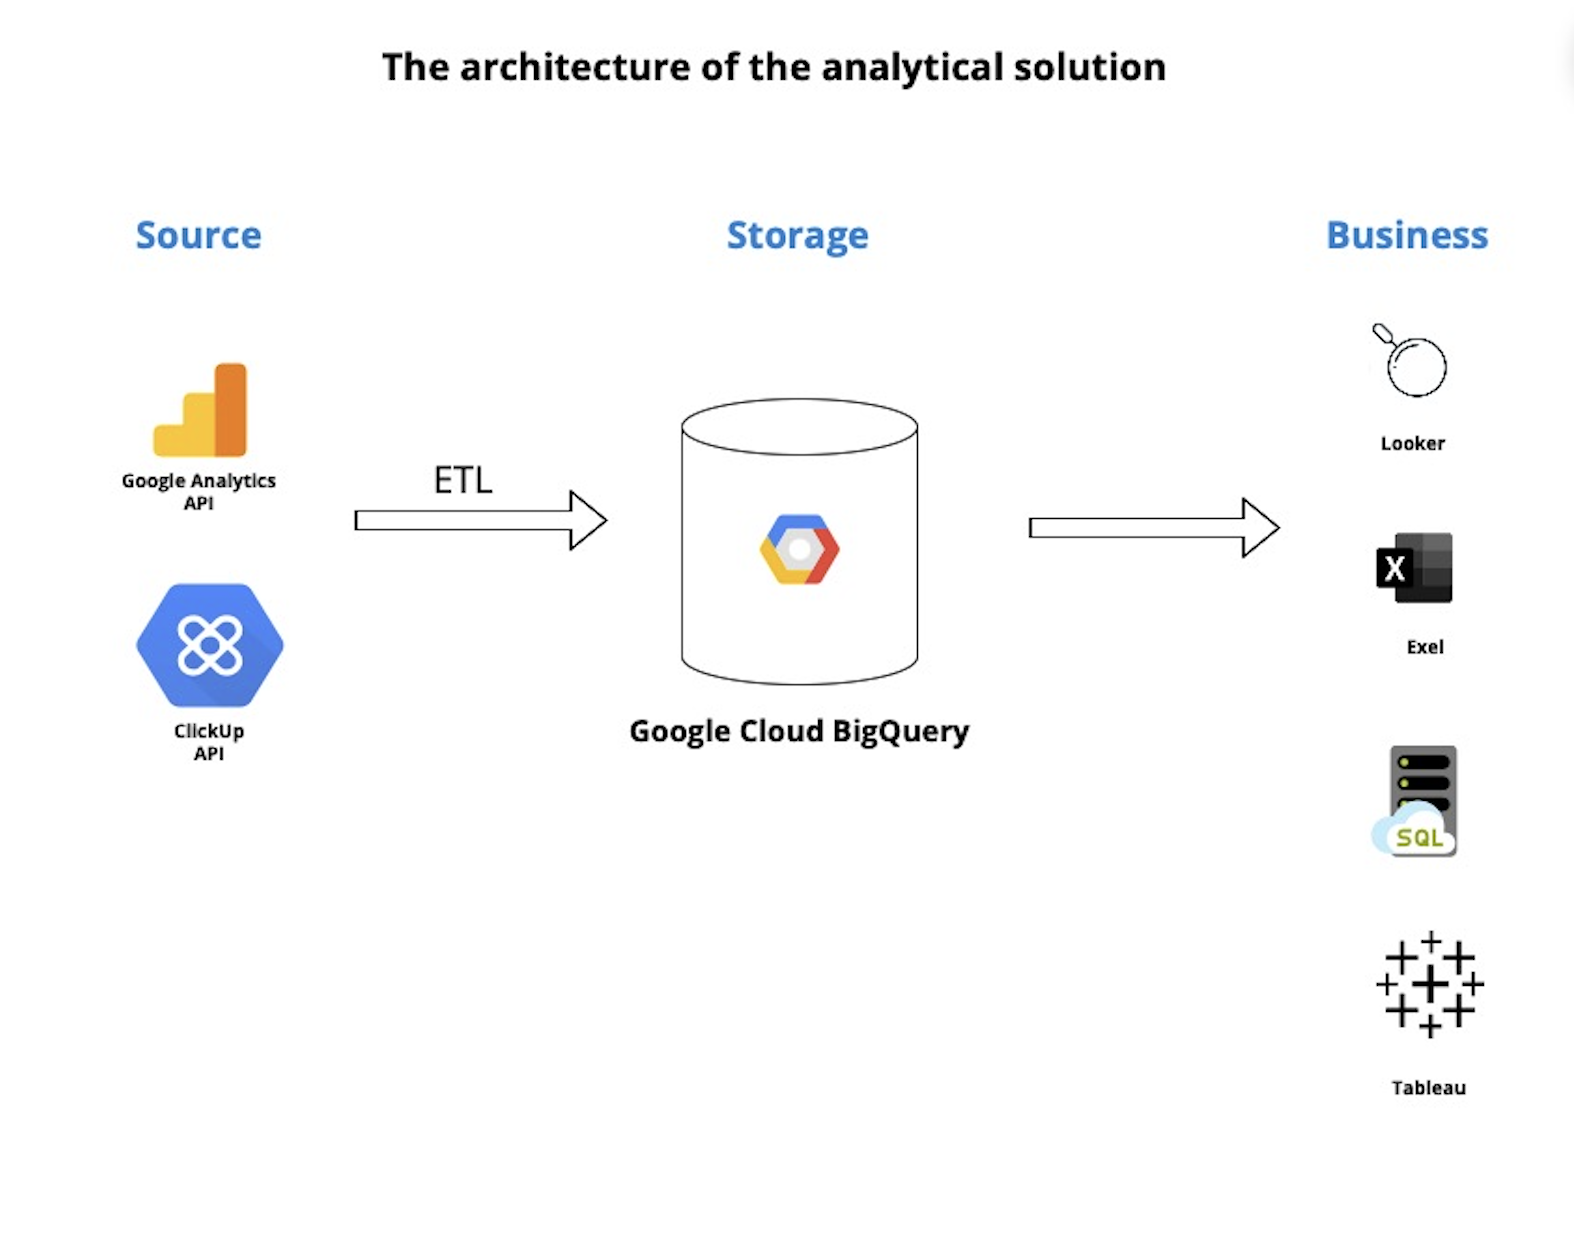 The architecture of the analytical solution
Source
Storage
Business
Google Analytics
API
ClickUp
API
ETL
Google Cloud BigQuery
Looker
X
Exel
SQL
Tableau